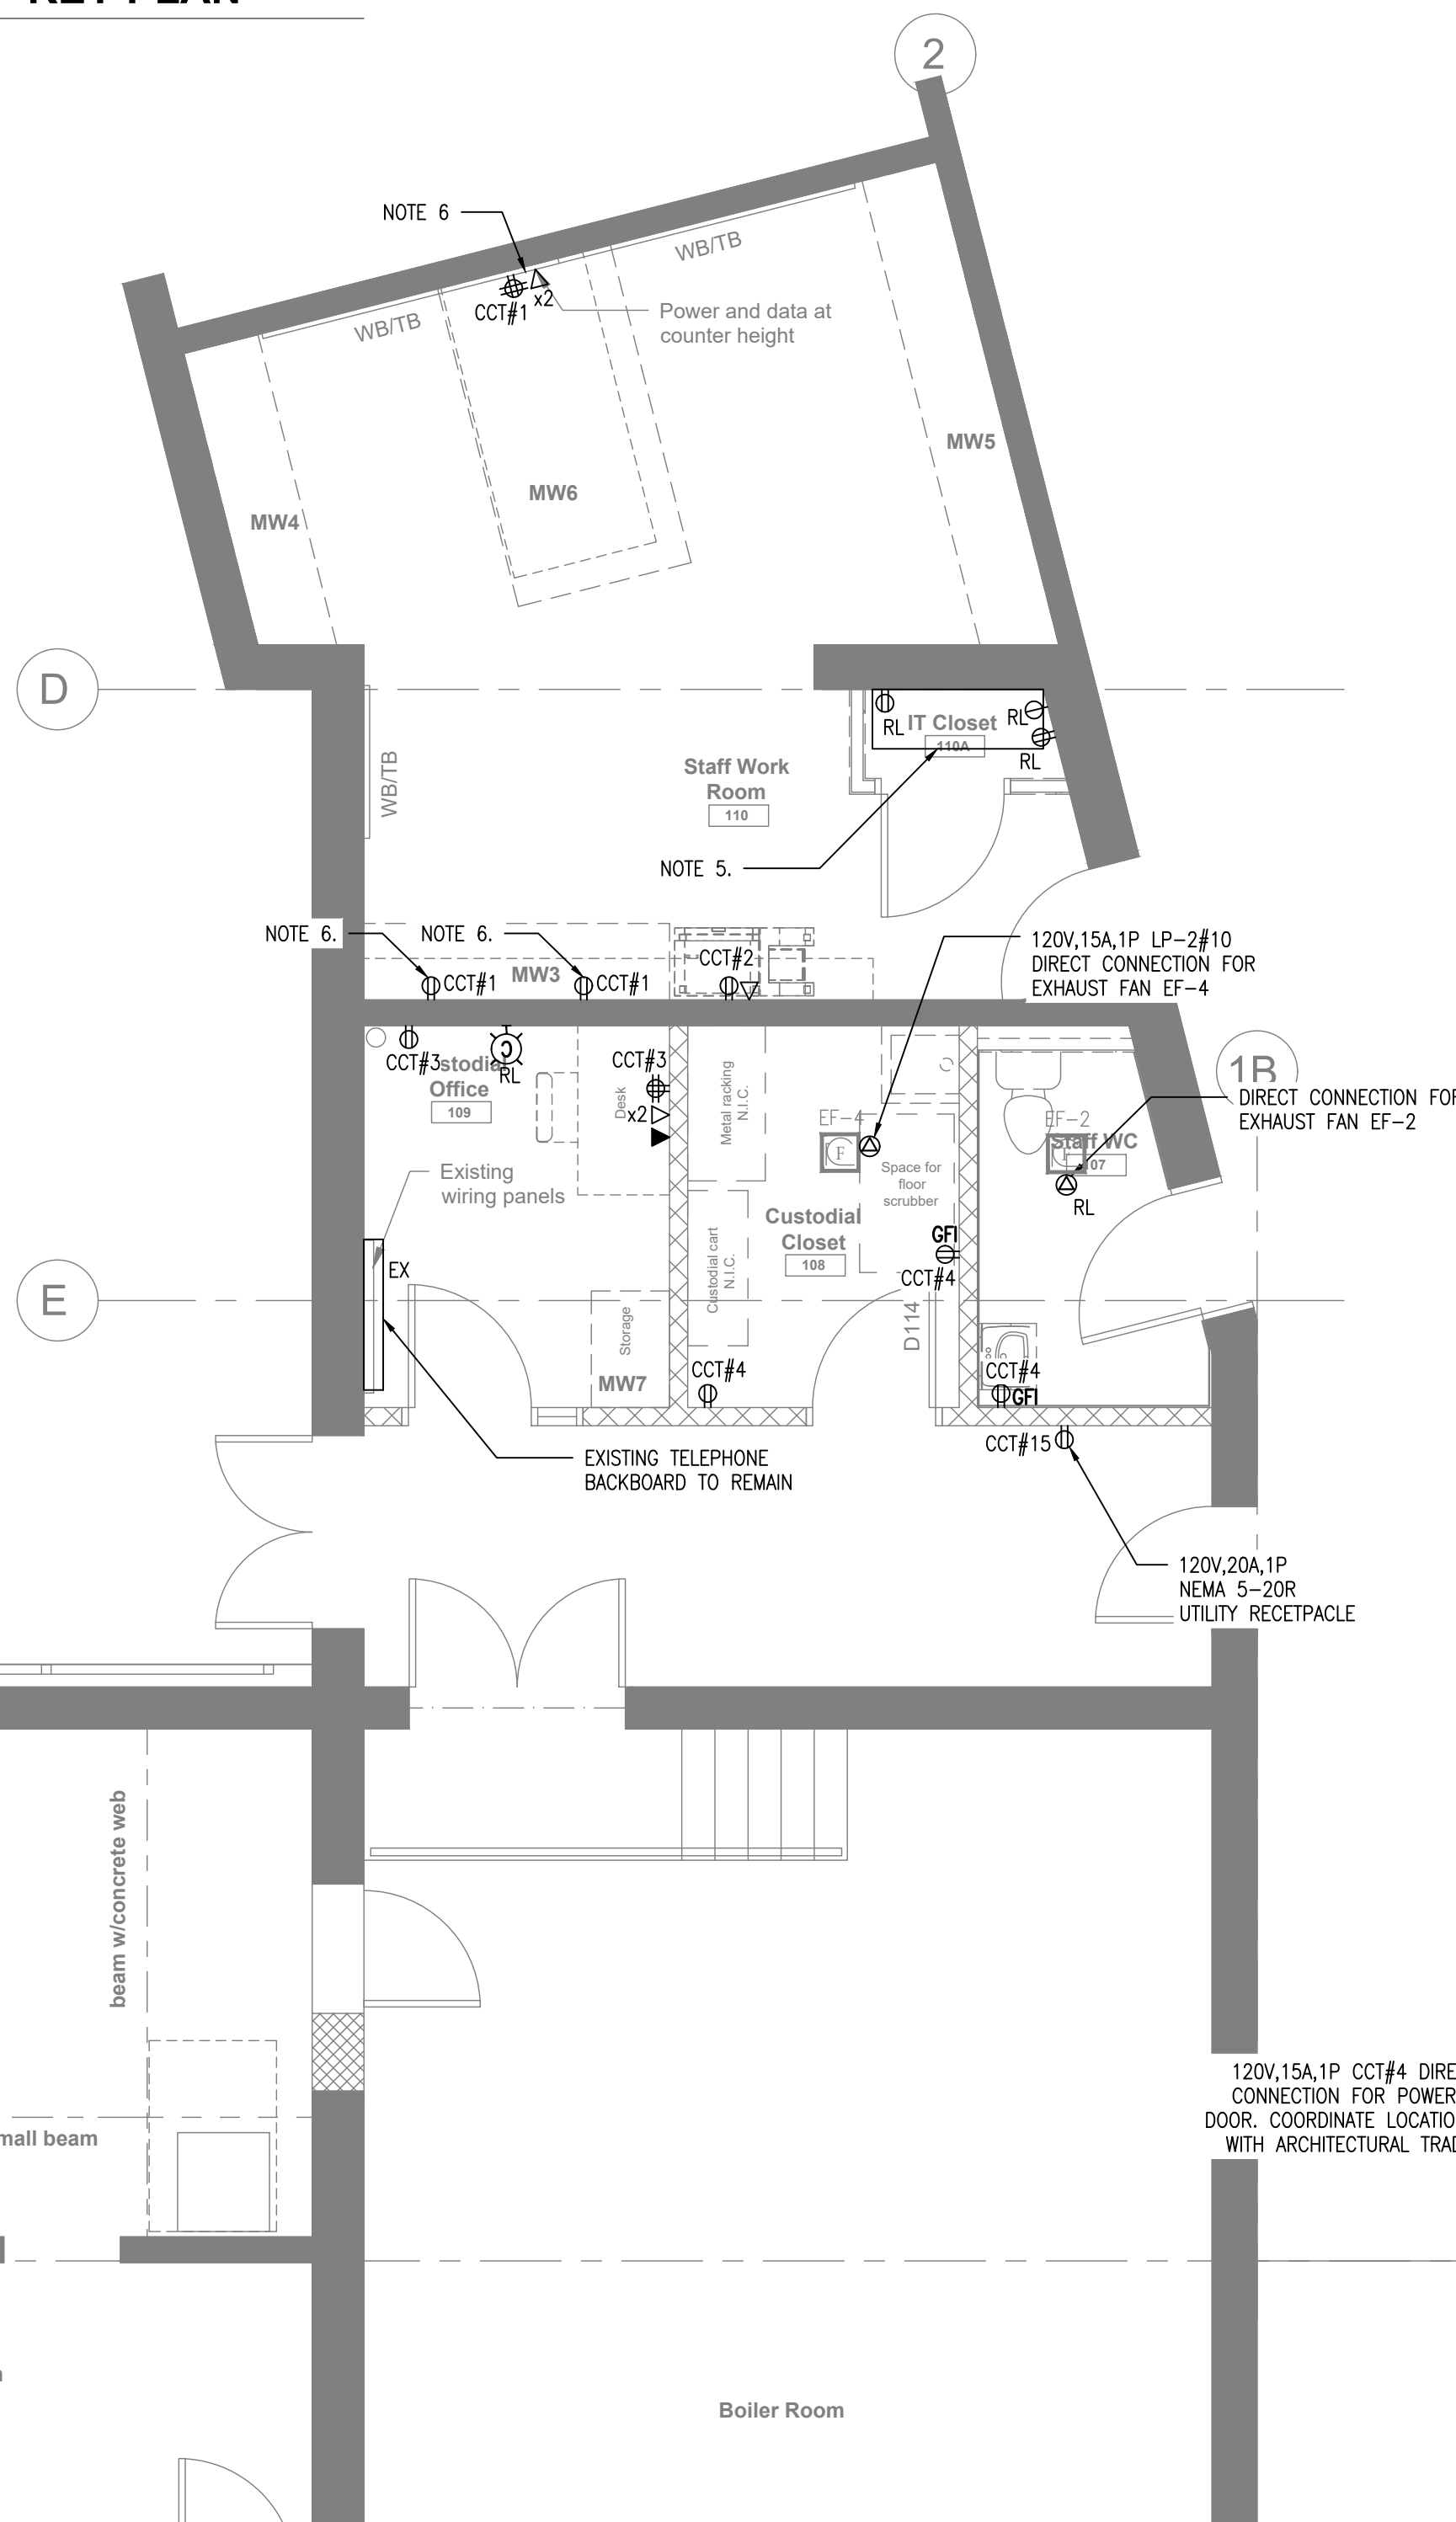 KEY PLAN
2
NOTE 6
WB/TB
CCT#1
x2
WB/TB
Power and data at
counter height
MW5
MW6
MW4
D
RL
IT Closet
RL
110A
RL
WB/TB
Staff Work
Room
110
NOTE 5.
NOTE 6.
NOTE 6.
CCT#1
MW3
CCT#1
CCT#2
120V,15A,1P LP-2#10
DIRECT CONNECTION FOR
EXHAUST FAN EF-4
CCT#3
stodial
Office
109
RL
CCT#3
Desk
x2
Metal racking
N.I.C.
EF-4
F
Space for
floor
scrubber
EF-2
Staff WC
07
RL
1B
DIRECT CONNECTION FO
EXHAUST FAN EF-2
Existing
wiring panels
EX
Custodial
Closet
108
GFI
CCT#4
Custodial cart
N.I.C.
D114
E
Storage
MW7
CCT#4
CCT#4
GFI
CCT#15
EXISTING TELEPHONE
BACKBOARD TO REMAIN
120V,20A,1P
NEMA 5-20R
UTILITY RECETPACLE
beam w/concrete web
mall beam
120V,15A,1P CCT#4 DIRE
CONNECTION FOR POWER
DOOR. COORDINATE LOCATIO
WITH ARCHITECTURAL TRAD
Boiler Room